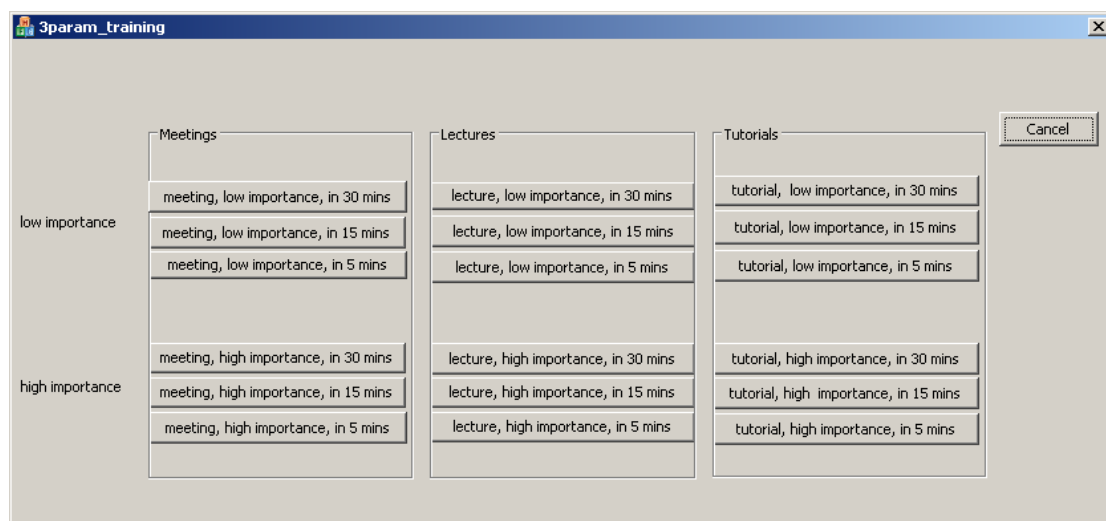 3param_training
Cancel
Meetings
Lectures
Tutorials
low importance
meeting, low importance, in 30 mins
meeting, low importance, in 15 mins
meeting, low importance, in 5 mins
lecture, low importance, in 30 mins
lecture, low importance, in 15 mins
lecture, low importance, in 5 mins
tutorial,  low importance, in 30 mins
tutorial, low importance, in 15 mins
tutorial, low importance, in 5 mins
high importance
meeting, high importance, in 30 mins
meeting, high importance, in 15 mins
meeting, high importance, in 5 mins
lecture, high importance, in 30 mins
lecture, high importance, in 15 mins
lecture, high importance, in 5 mins
tutorial, high importance, in 30 mins
tutorial, high  importance, in 15 mins
tutorial, high importance, in 5 mins